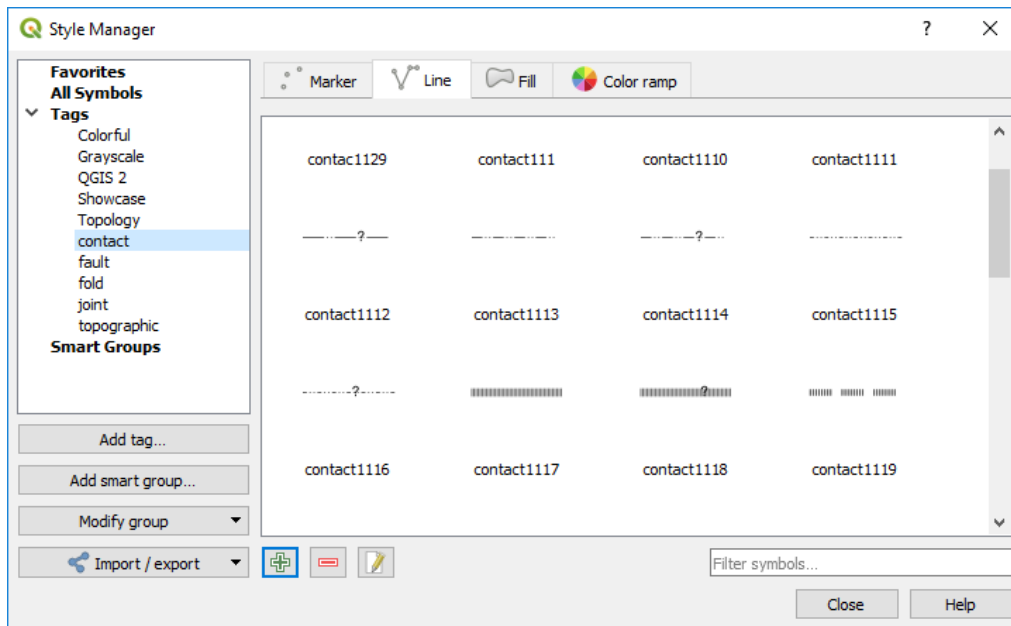 Style Manager
?
Favorites
All Symbols
Tags
Colorful
Grayscale
QGIS 2
Showcase
Topology
contact
fault
fold
joint
topographic
Smart Groups
Add tag...
Add smart group...
Modify group
Import / export
Marker
Line
Fill
Color ramp
contac1129 contact111 contact1110 contact1111
? ?
contact1112 contact1113 contact1114 contact1115
? ?
contact1116 contact1117 contact1118 contact1119
Filter symbols...
Close
Help